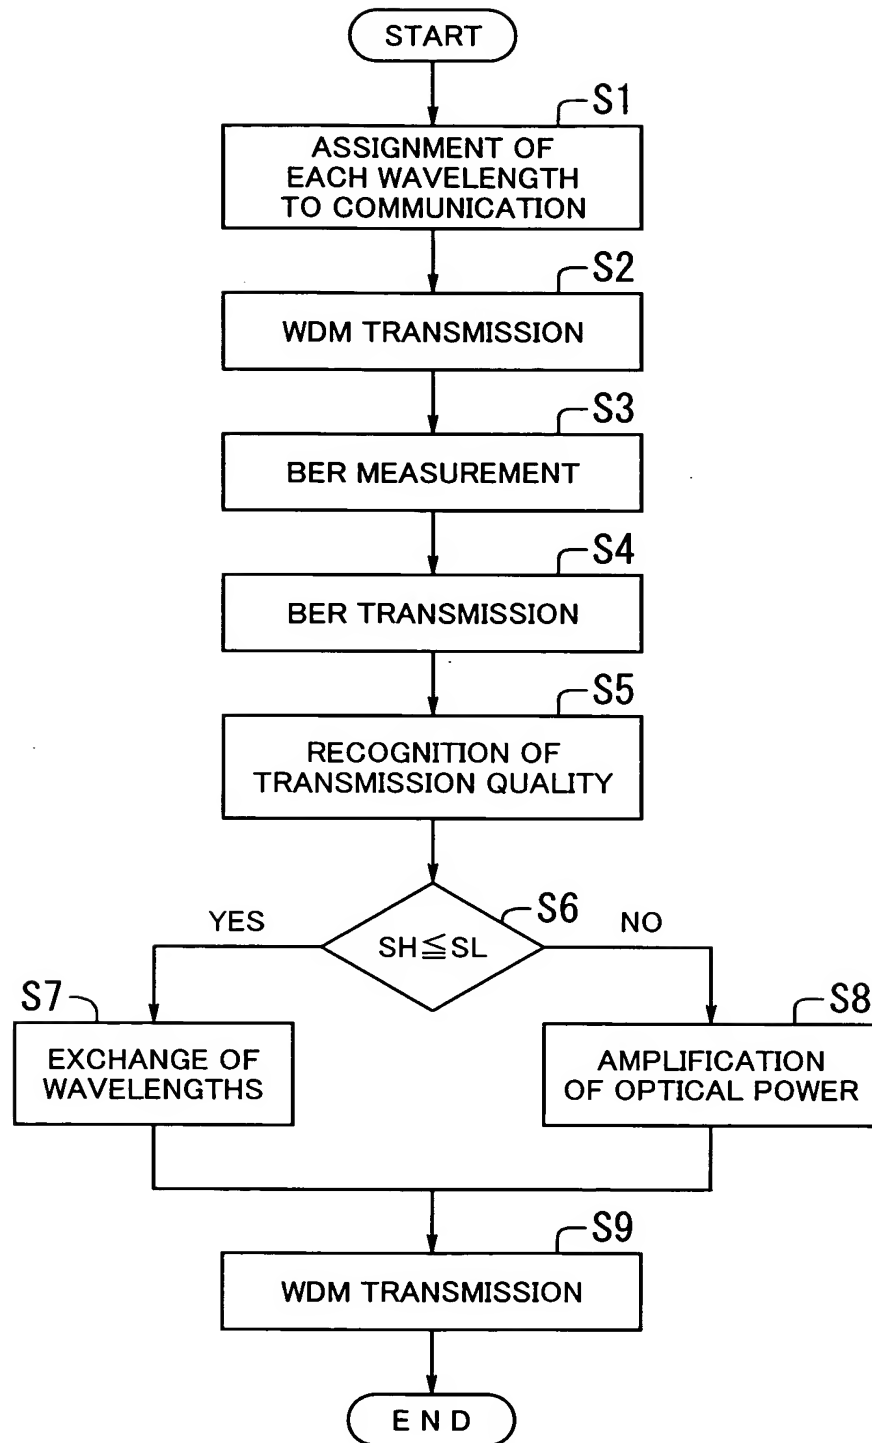 START
S1
ASSIGNMENT OF
EACH WAVELENGTH
TO COMMUNICATION
S2
WDM TRANSMISSION
S3
BER MEASUREMENT
S4
BER TRANSMISSION
S5
RECOGNITION OF
TRANSMISSION QUALITY
S6
YES
SH≦SL
NO
S7
EXCHANGE OF
WAVELENGTHS
S8
AMPLIFICATION
OF OPTICAL POWER
S9
WDM TRANSMISSION
E N D